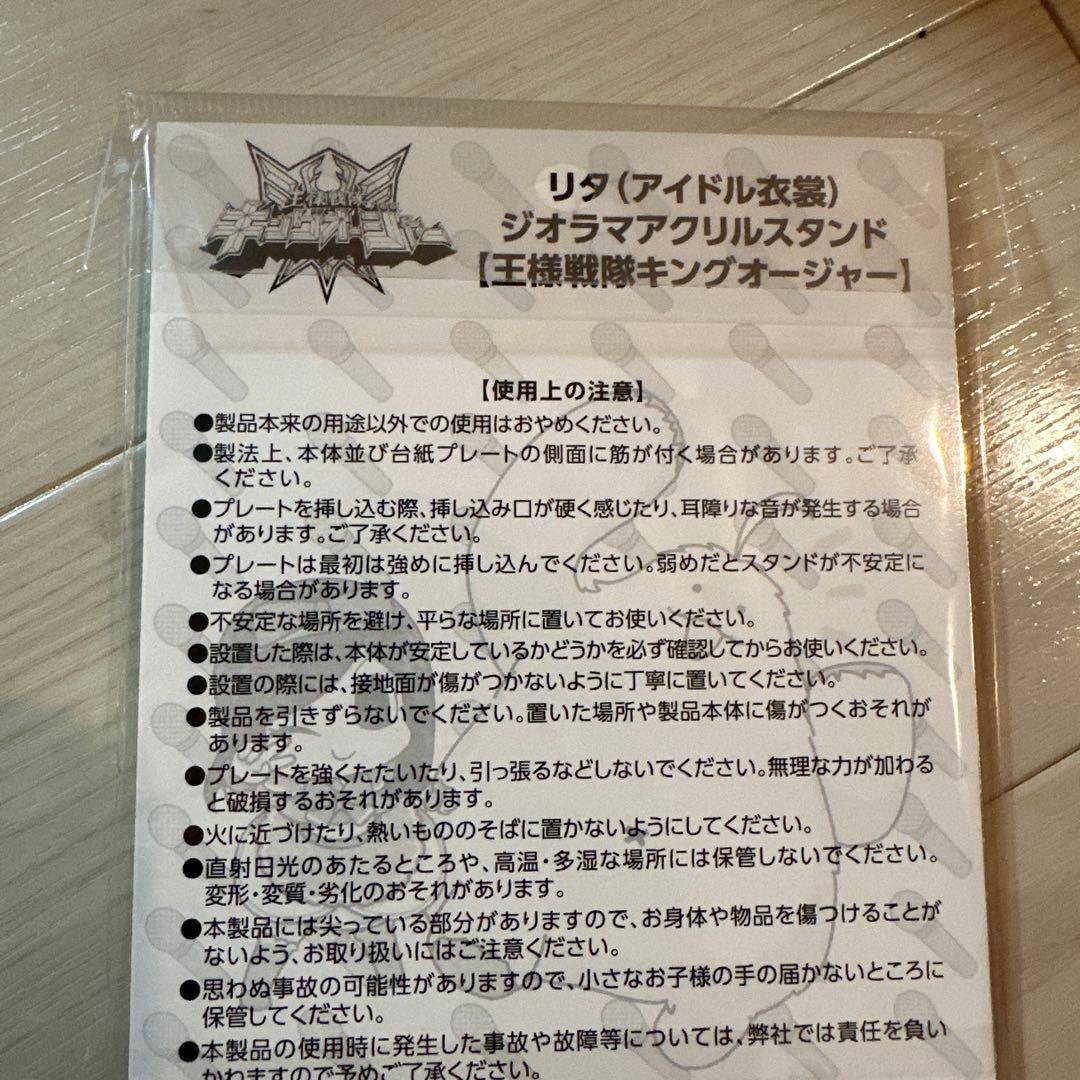 王様戦隊
キングオージャー
リタ（アイドル衣裳）
ジオラマアクリルスタンド
【王様戦隊キングオージャー】
【使用上の注意】
●製品本来の用途以外での使用はおやめください。
●製法上、本体並び台紙プレートの側面に筋が付く場合があります。ご了承
ください。
●プレートを挿し込む際、挿し込み口が硬く感じたり、耳障りな音が発生する場合
があります。ご了承ください。
●プレートは最初は強めに挿し込んでください。弱めだとスタンドが不安定に
なる場合があります。
●不安定な場所を避け、平らな場所に置いてお使いください。
●設置した際は、本体が安定しているかどうかを必ず確認してからお使いください。
●設置の際には、接地面が傷がつかないように丁寧に置いてください。
●製品を引きずらないでください。置いた場所や製品本体に傷がつくおそれが
あります。
●プレートを強くたたいたり、引っ張るなどしないでください。無理な力が加わる
と破損するおそれがあります。
●火に近づけたり、熱いもののそばに置かないようにしてください。
●直射日光のあたるところや、高温・多湿な場所には保管しないでください。
変形・変質・劣化のおそれがあります。
●本製品には尖っている部分がありますので、お身体や物品を傷つけることが
ないよう、お取り扱いにはご注意ください。
●思わぬ事故の可能性がありますので、小さなお子様の手の届かないところに
保管してください。
●本製品の使用時に発生した事故や故障等については、弊社では責任を負い
かねますので予めご了承ください。